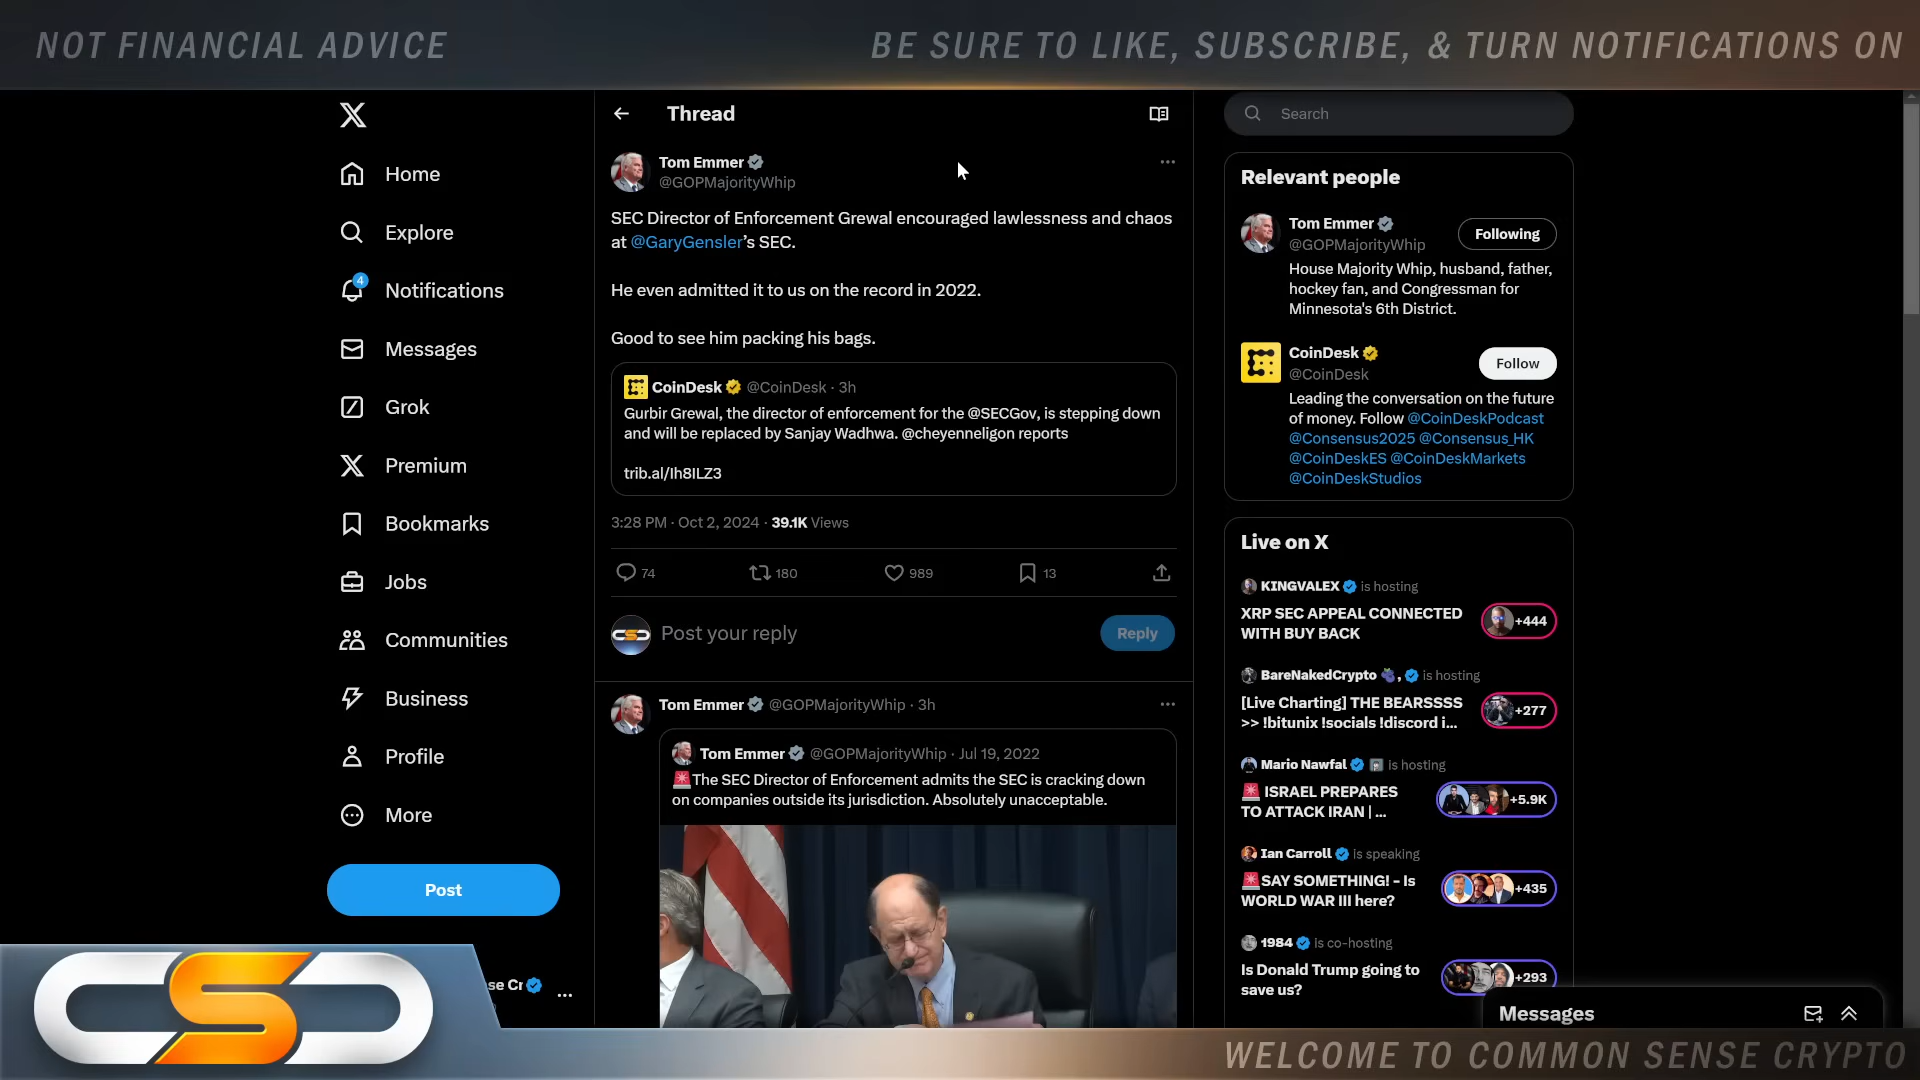 NOT FINANCIAL ADVICE
BE SURE TO LIKE, SUBSCRIBE, & TURN NOTIFICATIONS ON
Home
Explore
4
Notifications
Messages
Grok
Premium
Bookmarks
Jobs
Communities
Business
Profile
More
Post
se Cr
Thread
Tom Emmer
@GOPMajorityWhip
SEC Director of Enforcement Grewal encouraged lawlessness and chaos
at @GaryGensler’s SEC.
He even admitted it to us on the record in 2022.
Good to see him packing his bags.
CoinDesk @CoinDesk · 3h
Gurbir Grewal, the director of enforcement for the @SECGov, is stepping down
and will be replaced by Sanjay Wadhwa. @cheyenneligon reports
trib.al/Ih8ILZ3
3:28 PM · Oct 2, 2024 · 39.1K Views
74 180 989 13
Post your reply
Reply
Tom Emmer @GOPMajorityWhip · 3h
Tom Emmer @GOPMajorityWhip · Jul 19, 2022
🚨The SEC Director of Enforcement admits the SEC is cracking down
on companies outside its jurisdiction. Absolutely unacceptable.
Search
Relevant people
Tom Emmer
@GOPMajorityWhip
Following
House Majority Whip, husband, father,
hockey fan, and Congressman for
Minnesota's 6th District.
CoinDesk
@CoinDesk
Follow
Leading the conversation on the future
of money. Follow @CoinDeskPodcast
@Consensus2025 @Consensus_HK
@CoinDeskES @CoinDeskMarkets
@CoinDeskStudios
Live on X
KINGVALEX is hosting
XRP SEC APPEAL CONNECTED
WITH BUY BACK
+444
BareNakedCrypto 🍇, is hosting
[Live Charting] THE BEARSSSS
>> !bitunix !socials !discord i...
+277
Mario Nawfal is hosting
🚨 ISRAEL PREPARES
TO ATTACK IRAN | ...
+5.9K
Ian Carroll is speaking
🚨SAY SOMETHING! - Is
WORLD WAR III here?
+435
1984 is co-hosting
Is Donald Trump going to
save us?
+293
Messages
CSC
WELCOME TO COMMON SENSE CRYPTO